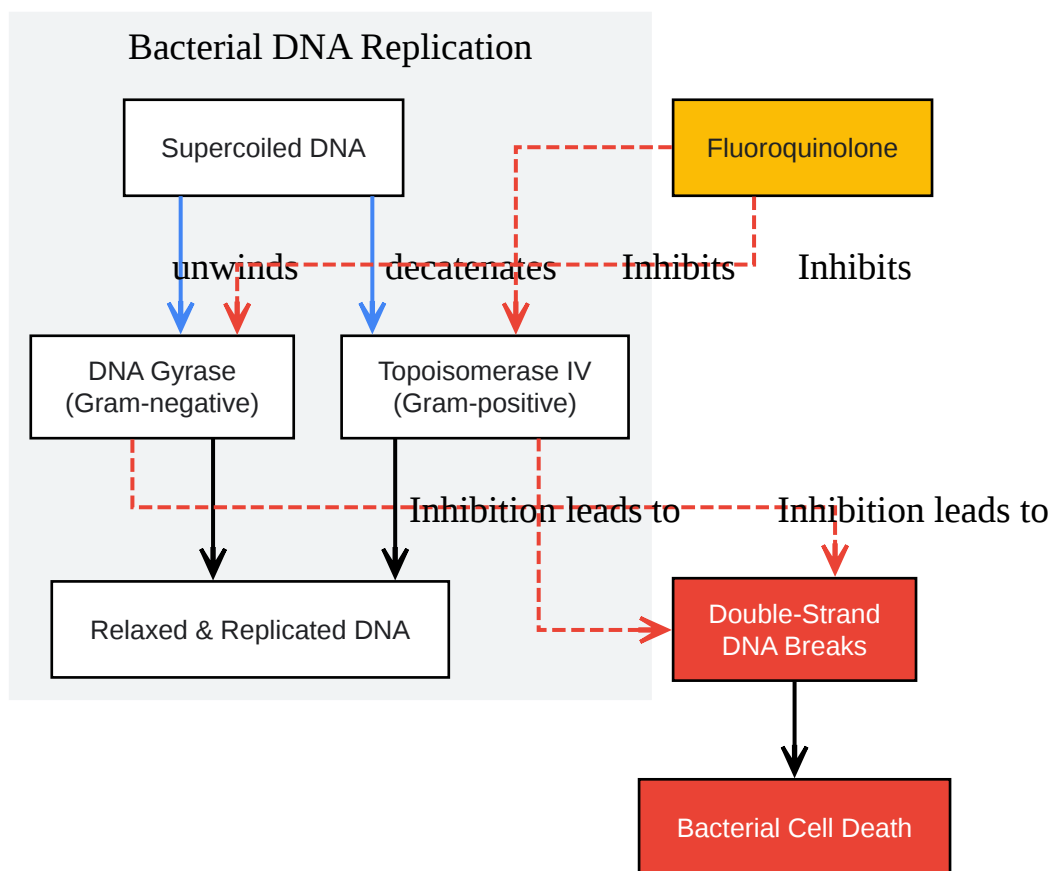 Bacterial DNA Replication
Supercoiled DNA
Fluoroquinolone
unwinds
decatenates
Inhibits
Inhibits
DNA Gyrase
(Gram-negative)
Topoisomerase IV
(Gram-positive)
Inhibition leads to
Inhibition leads to
Relaxed & Replicated DNA
Double-Strand
DNA Breaks
Bacterial Cell Death